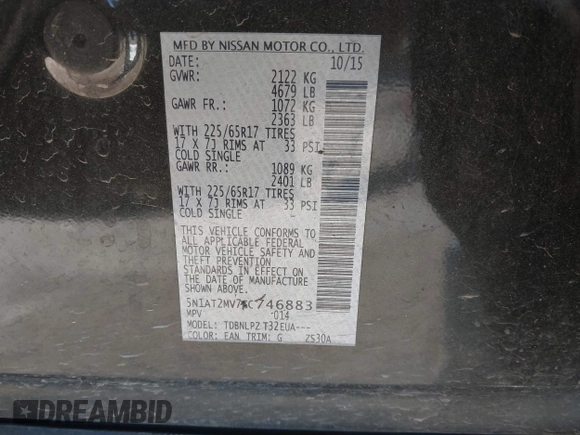 MFD BY NISSAN MOTOR CO., LTD.
DATE: 10/15
GVWR: 2122 KG
4679 LB
GAWR FR.: 1072 KG
2363 LB
WITH 225/65R17 TIRES
17 X 7J RIMS AT 33 PSI
COLD SINGLE
GAWR RR.: 1089 KG
2401 LB
WITH 225/65R17 TIRES
17 X 7J RIMS AT 33 PSI
COLD SINGLE
THIS VEHICLE CONFORMS TO
ALL APPLICABLE FEDERAL
MOTOR VEHICLE SAFETY AND
THEFT PREVENTION
STANDARDS IN EFFECT ON
THE DATE OF MANUFACTURE
SHOWN ABOVE.
MPV -014
MODEL: TDBNLPZ T32EUA---
COLOR: EAN TRIM: G ZS30A
DREAMBID